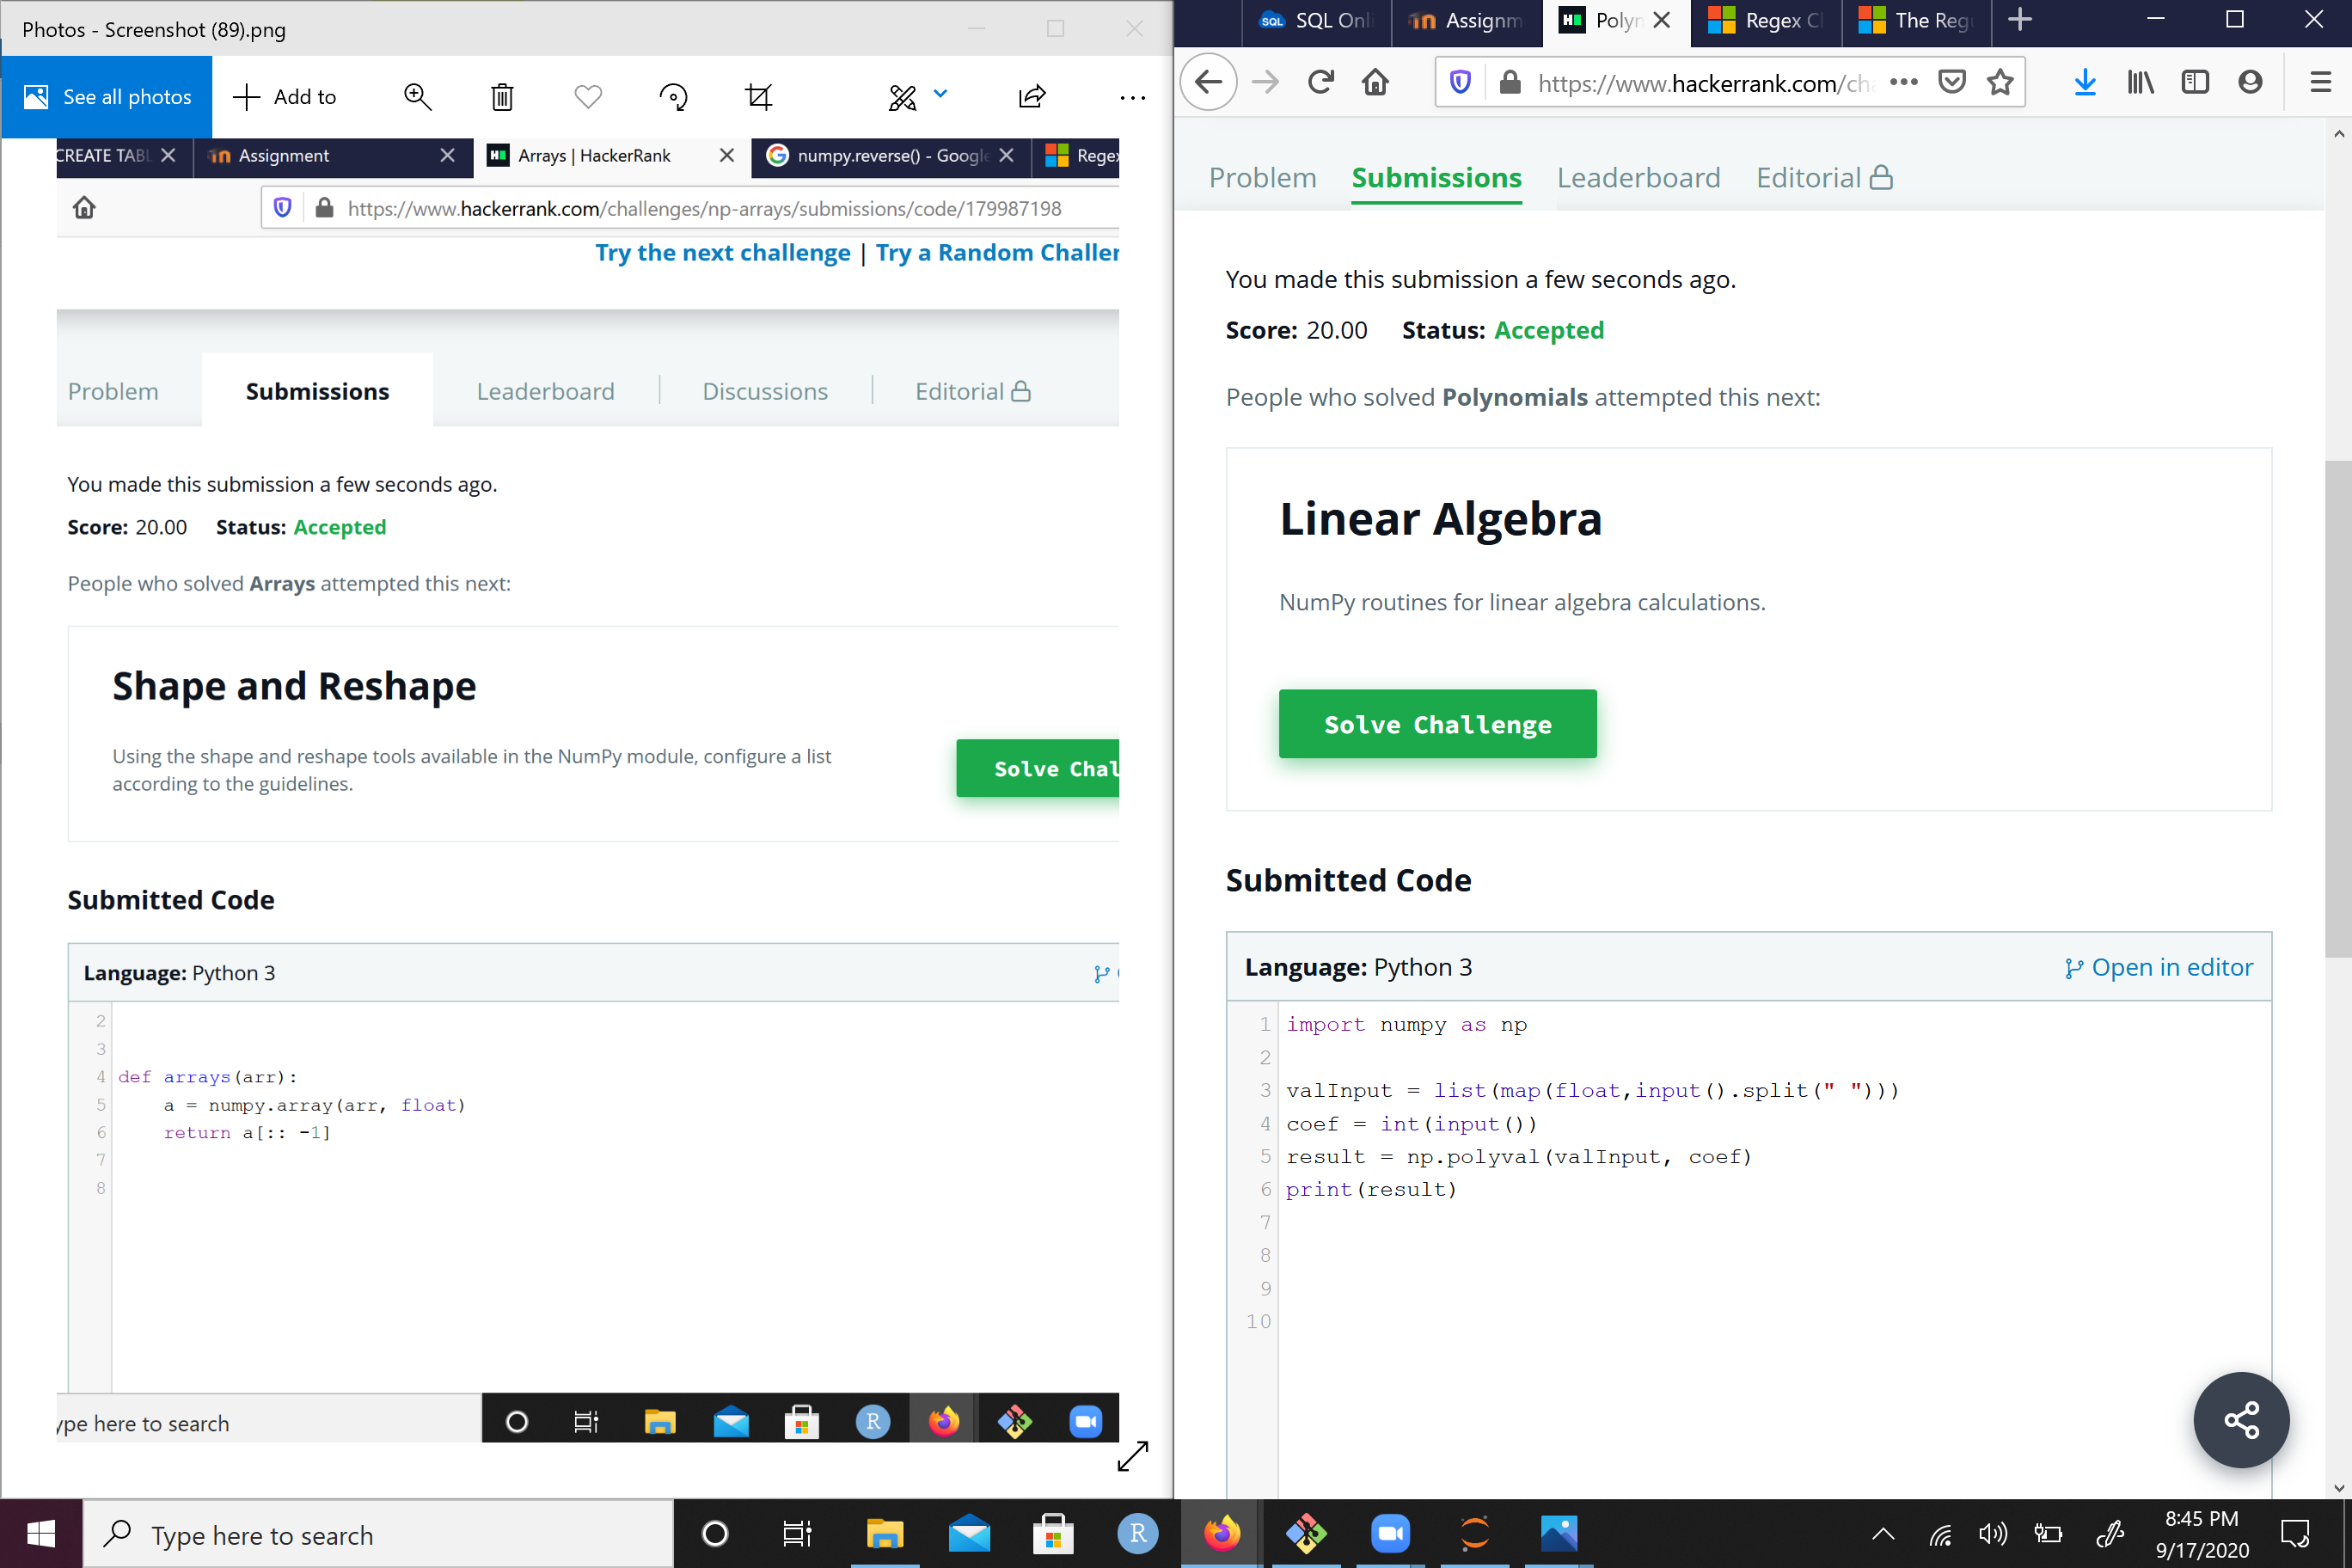 Photos - Screenshot (89).png
See all photos
Add to
CREATE TABL
Assignment
Arrays | HackerRank
numpy.reverse() - Google
Regex
https://www.hackerrank.com/challenges/np-arrays/submissions/code/179987198
Try the next challenge | Try a Random Challen
Problem
Submissions
Leaderboard
Discussions
Editorial
You made this submission a few seconds ago.
Score: 20.00 Status: Accepted
People who solved Arrays attempted this next:
Shape and Reshape
Using the shape and reshape tools available in the NumPy module, configure a list
according to the guidelines.
Solve Chal
Submitted Code
Language: Python 3
2
3
4 def arrays(arr):
5     a = numpy.array(arr, float)
6     return a[:: -1]
7
8
ype here to search
R
SQL SQL Onli
Assignm
Polyn
Regex Cl
The Reg
https://www.hackerrank.com/cha
Problem
Submissions
Leaderboard
Editorial
You made this submission a few seconds ago.
Score: 20.00 Status: Accepted
People who solved Polynomials attempted this next:
Linear Algebra
NumPy routines for linear algebra calculations.
Solve Challenge
Submitted Code
Language: Python 3
Open in editor
1 import numpy as np
2
3 valInput = list(map(float,input().split(" ")))
4 coef = int(input())
5 result = np.polyval(valInput, coef)
6 print(result)
7
8
9
10
Type here to search
R
8:45 PM
9/17/2020